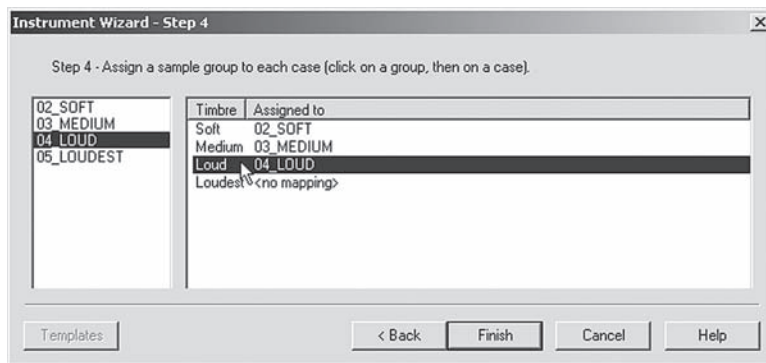 Instrument Wizard - Step 4
Step 4 - Assign a sample group to each case (click on a group, then on a case).
02_SOFT
03_MEDIUM
04_LOUD
05_LOUDEST
Timbre Assigned to
Soft 02_SOFT
Medium 03_MEDIUM
Loud 04_LOUD
Loudest <no mapping>
Templates
< Back
Finish
Cancel
Help